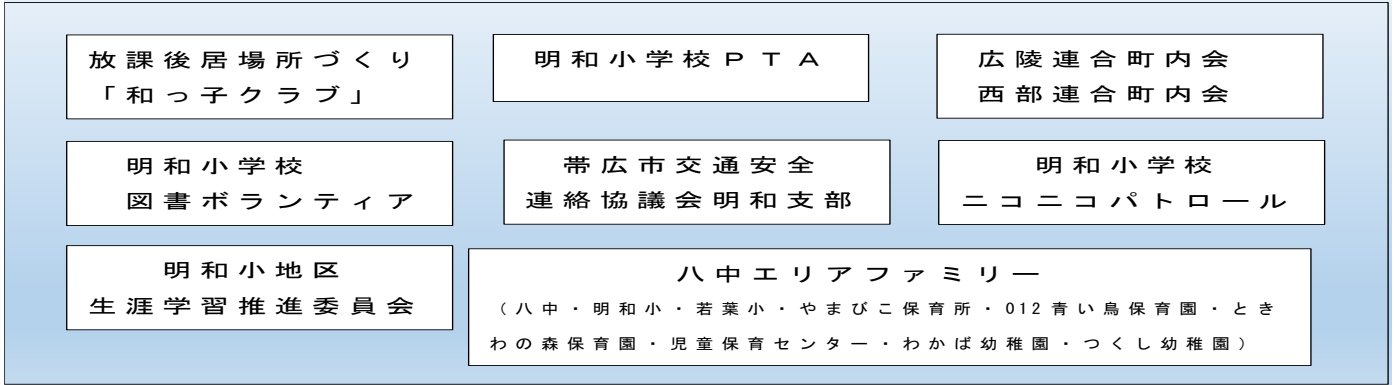 放課後居場所づくり
「和っ子クラブ」
明和小学校PTA
広陵連合町内会
西部連合町内会
明和小学校
図書ボランティア
帯広市交通安全
連絡協議会明和支部
明和小学校
ニコニコパトロール
明和小地区
生涯学習推進委員会
八中エリアファミリー
(八中・明和小・若葉小・やまびこ保育所・012青い鳥保育園・とき
わの森保育園・児童保育センター・わかば幼稚園・つくし幼稚園)